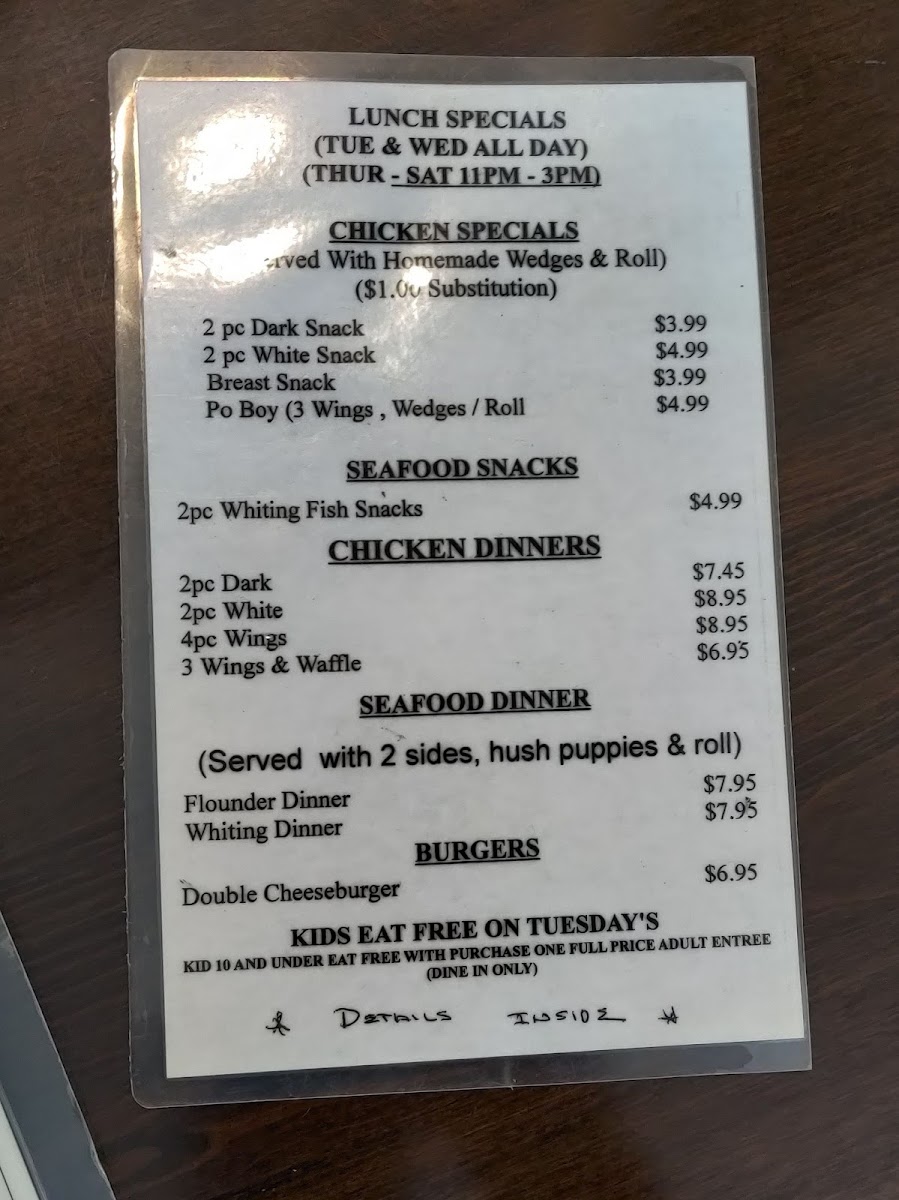 LUNCH SPECIALS
(TUE & WED ALL DAY)
(THUR - SAT 11PM - 3PM)
CHICKEN SPECIALS
With Homemade Wedges & Roll)
($1.00 Substitution)
2 pc Dark Snack $3.99
2 pc White Snack $4.99
Breast Snack $3.99
Po Boy (3 Wings , Wedges / Roll $4.99
SEAFOOD SNACKS
2pc Whiting Fish Snacks $4.99
CHICKEN DINNERS
2pc Dark $7.45
2pc White $8.95
4pc Wings $8.95
3 Wings & Waffle $6.95
SEAFOOD DINNER
(Served with 2 sides, hush puppies & roll)
Flounder Dinner $7.95
Whiting Dinner $7.95
BURGERS
Double Cheeseburger $6.95
KIDS EAT FREE ON TUESDAY'S
KID 10 AND UNDER EAT FREE WITH PURCHASE ONE FULL PRICE ADULT ENTREE
(DINE IN ONLY)
* DETAILS INSIDE *